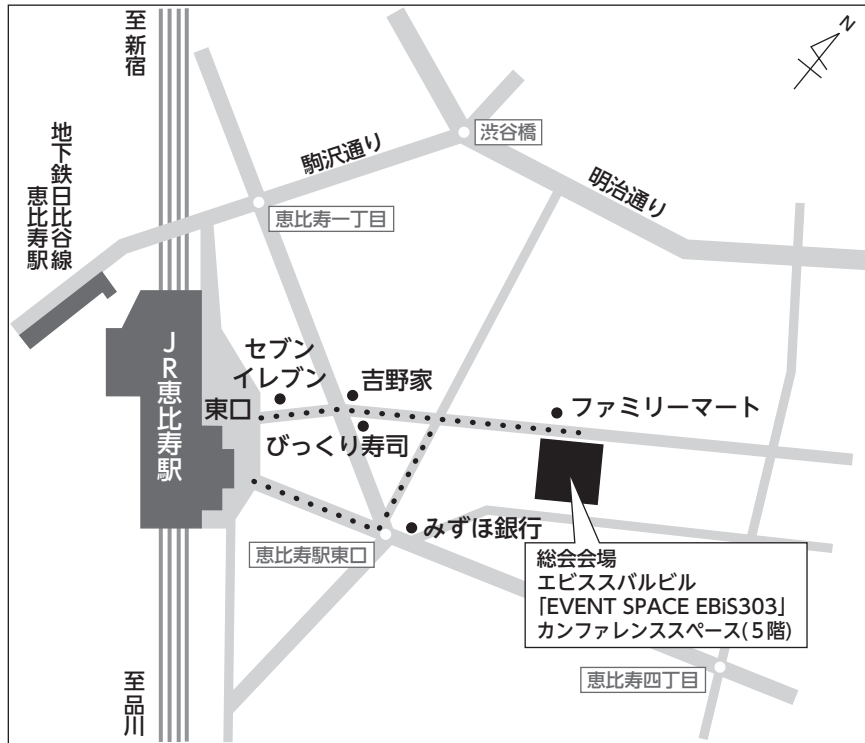 至新宿
N
地下鉄日比谷線
恵比寿駅
駒沢通り
渋谷橋
明治通り
恵比寿一丁目
JR恵比寿駅
東口
セブン
イレブン
吉野家
びっくり寿司
ファミリーマート
みずほ銀行
恵比寿駅東口
総会会場
エビススバルビル
「EVENT SPACE EBiS303」
カンファレンススペース(5階)
恵比寿四丁目
至品川